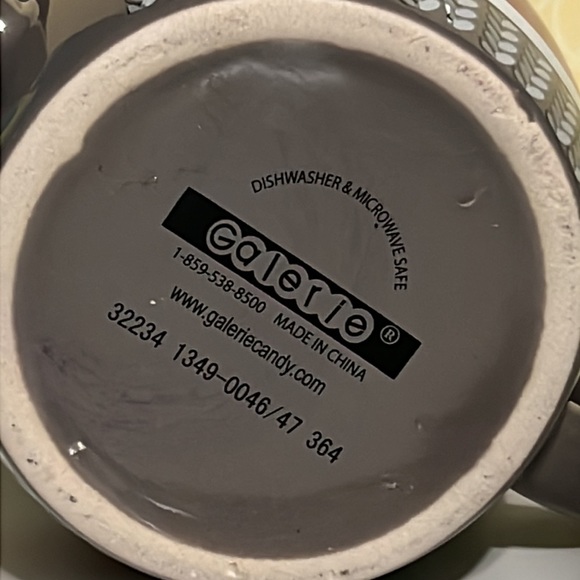 DISHWASHER & MICROWAVE SAFE
Galerie®
1-859-538-8500 MADE IN CHINA
www.galeriecandy.com
32234 1349-0046/47 364